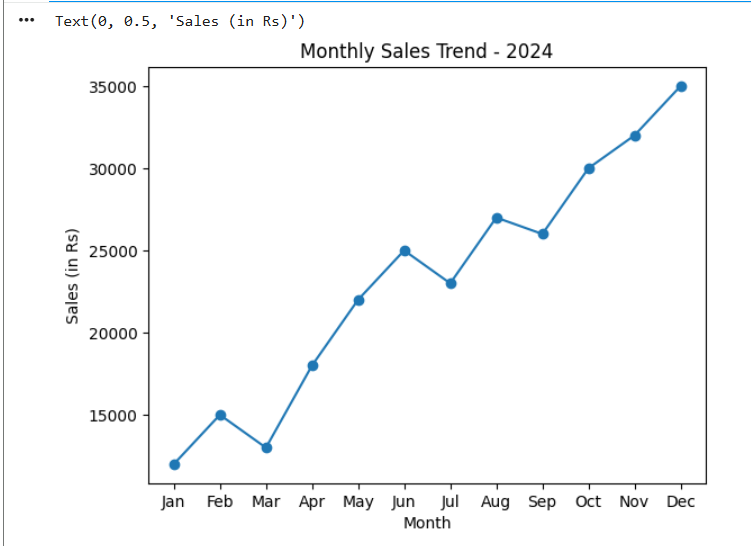 ••• Text(0, 0.5, 'Sales (in Rs)')
Monthly Sales Trend - 2024
35000
30000
25000
20000
15000
Sales (in Rs)
Jan Feb Mar Apr May Jun Jul Aug Sep Oct Nov Dec
Month